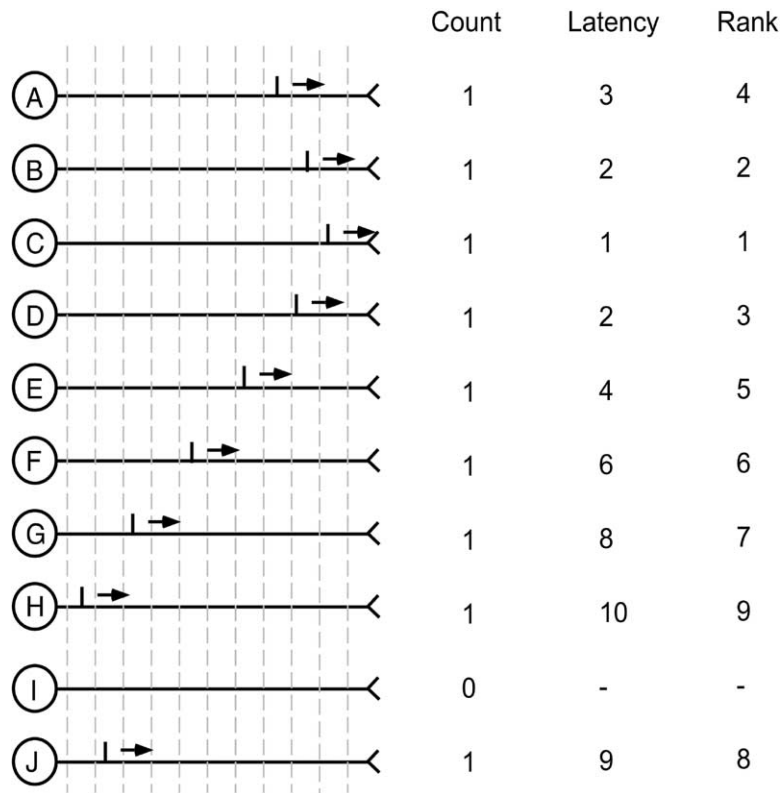 Count Latency Rank
A 1 3 4
B 1 2 2
C 1 1 1
D 1 2 3
E 1 4 5
F 1 6 6
G 1 8 7
H 1 10 9
I 0 - -
J 1 9 8